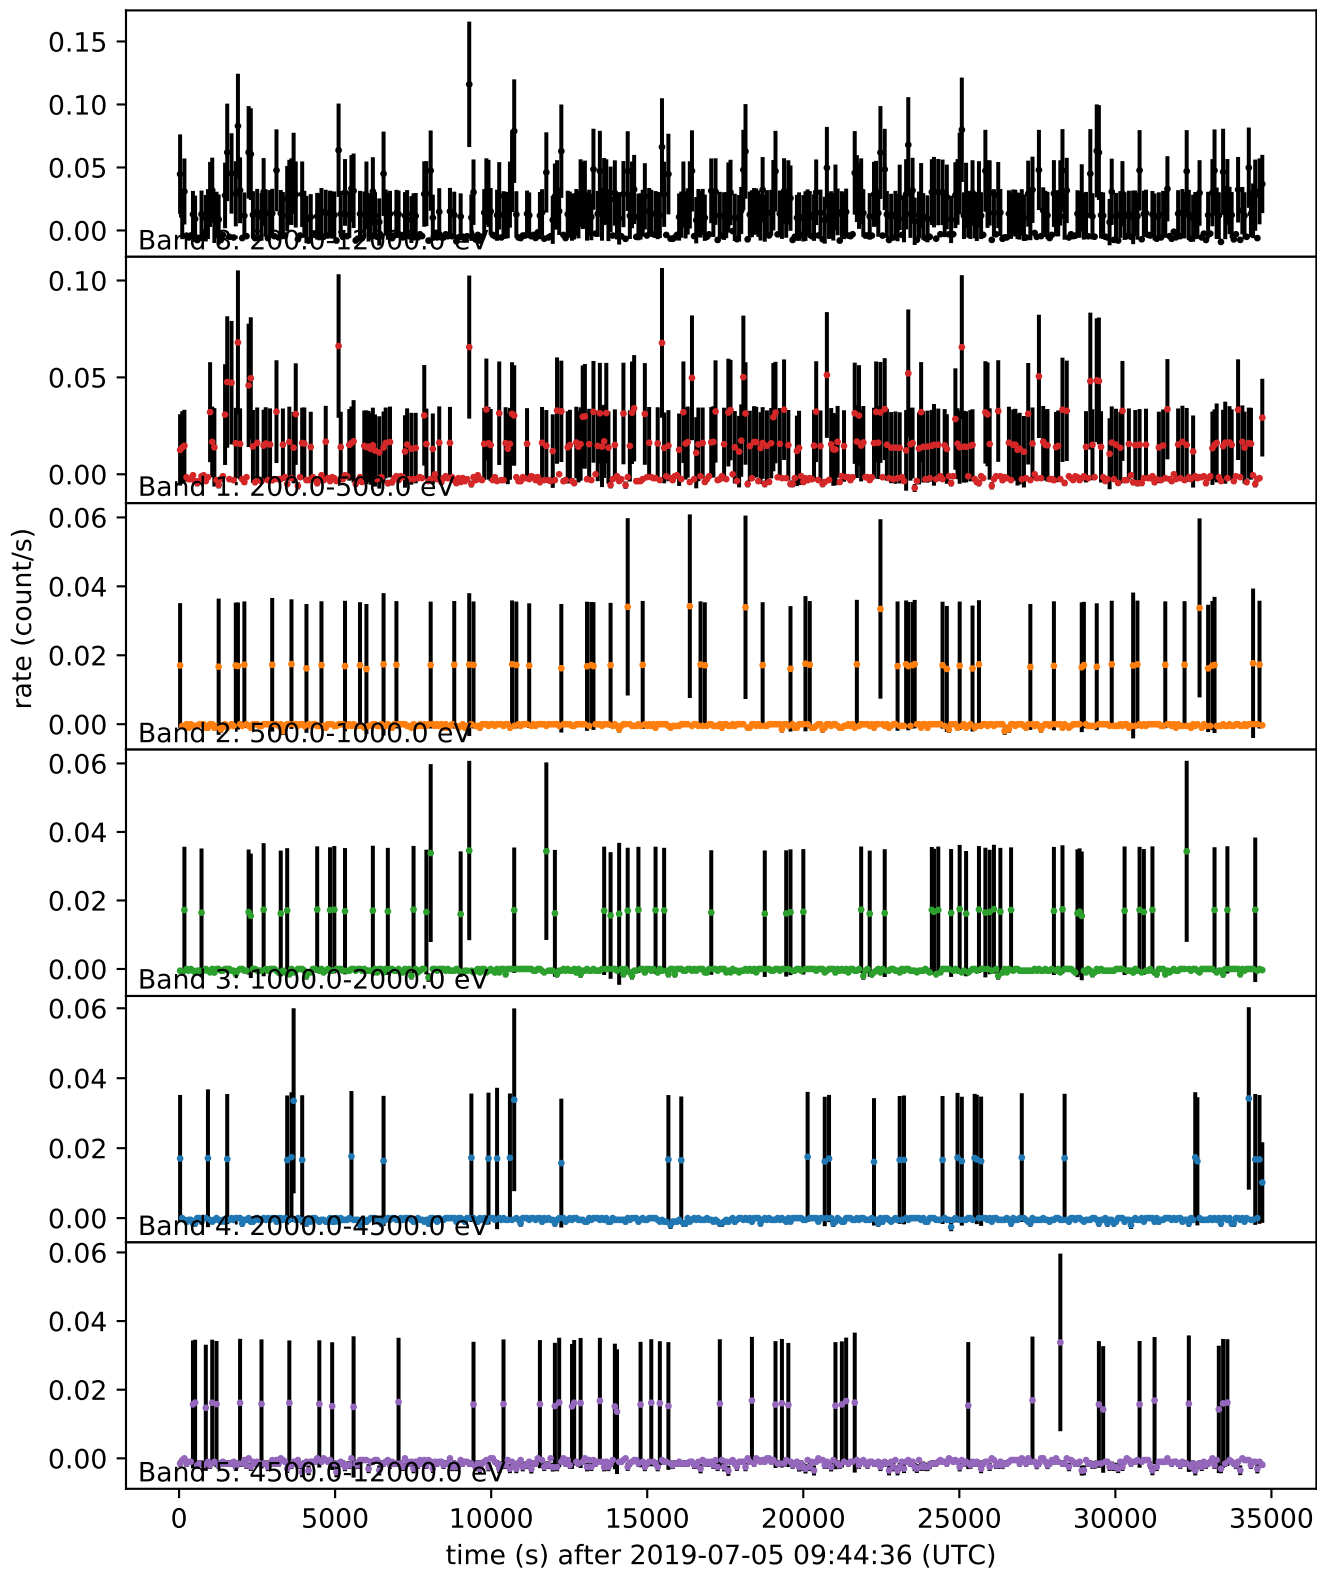 0.15
0.10
0.05
0.00
Band 8: 200.0-12000.0 eV
0.10
0.05
0.00
Band 1: 200.0-500.0 eV
0.06
0.04
0.02
0.00
Band 2: 500.0-1000.0 eV
rate (count/s)
0.06
0.04
0.02
0.00
Band 3: 1000.0-2000.0 eV
0.06
0.04
0.02
0.00
Band 4: 2000.0-4500.0 eV
0.06
0.04
0.02
0.00
Band 5: 4500.0-12000.0 eV
0 5000 10000 15000 20000 25000 30000 35000
time (s) after 2019-07-05 09:44:36 (UTC)